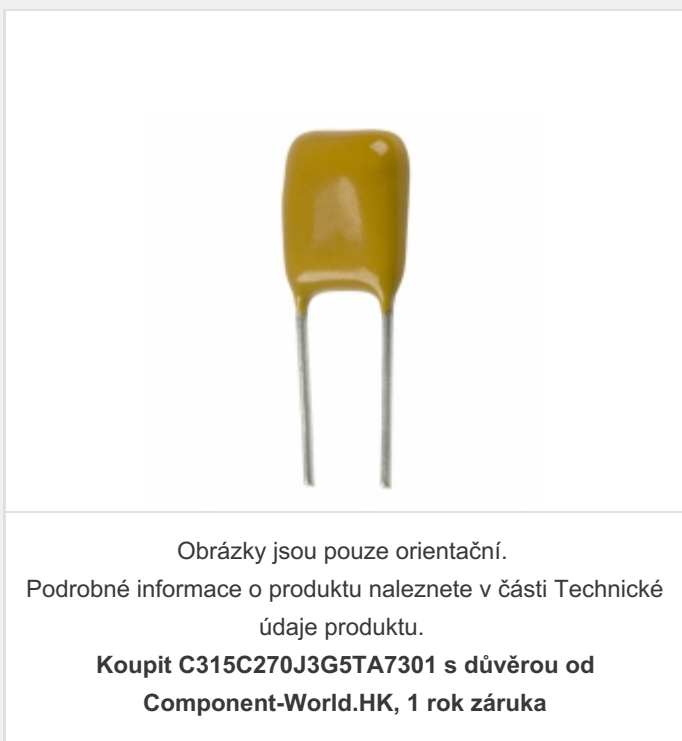 Obrázky jsou pouze orientační.
Podrobné informace o produktu naleznete v části Technické
údaje produktu.
Koupit C315C270J3G5TA7301 s důvěrou od
Component-World.HK, 1 rok záruka